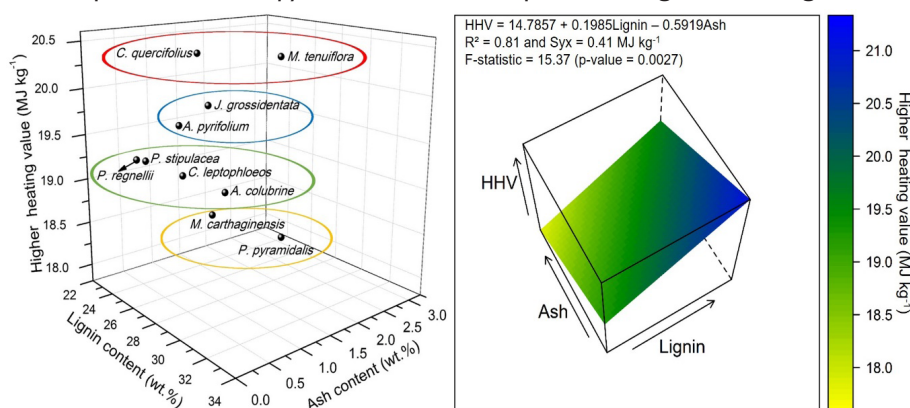 Higher heating value (MJ kg⁻¹)
20.5
20.0
19.5
19.0
18.5
18.0
C. quercifolius
M. tenuiflora
J. grossidentata
A. pyrifolium
P. stipulacea
P. regnellii
C. leptophloeos
A. colubrine
M. carthaginensis
P. pyramidalis
22
24
26
28
30
32
34
Lignin content (wt.%)
0.0
0.5
1.0
1.5
2.0
2.5
3.0
Ash content (wt.%)
HHV = 14.7857 + 0.1985Lignin – 0.5919Ash
R² = 0.81 and Syx = 0.41 MJ kg⁻¹
F-statistic = 15.37 (p-value = 0.0027)
HHV
Ash
Lignin
21.0
20.5
20.0
19.5
19.0
18.5
18.0
Higher heating value (MJ kg⁻¹)